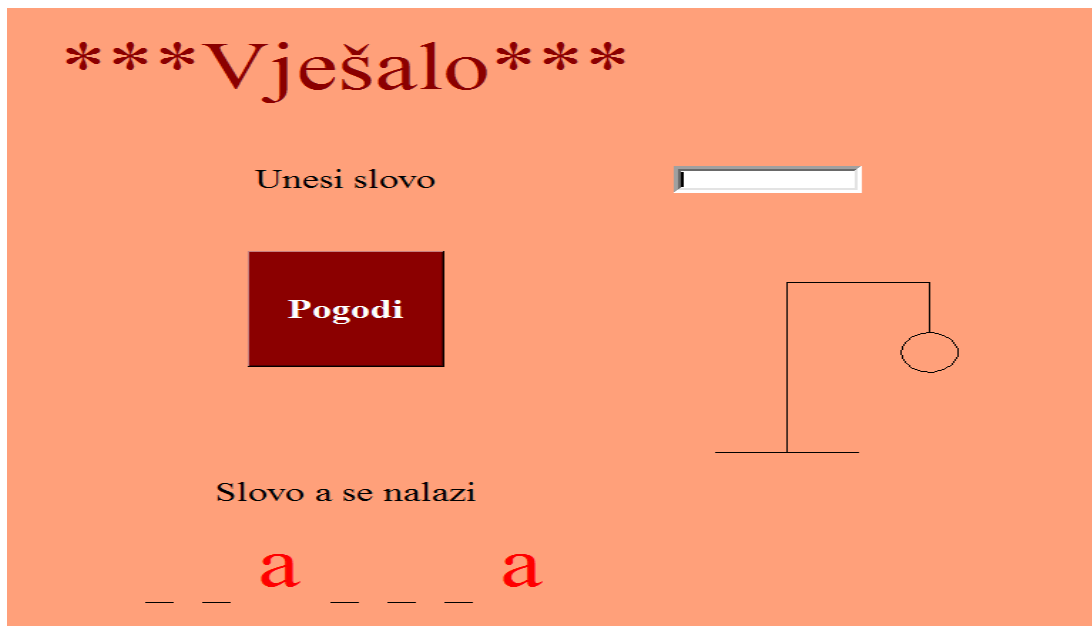 ***Vješalo***
Unesi slovo
Pogodi
Slovo a se nalazi
_ _ a _ _ _ a